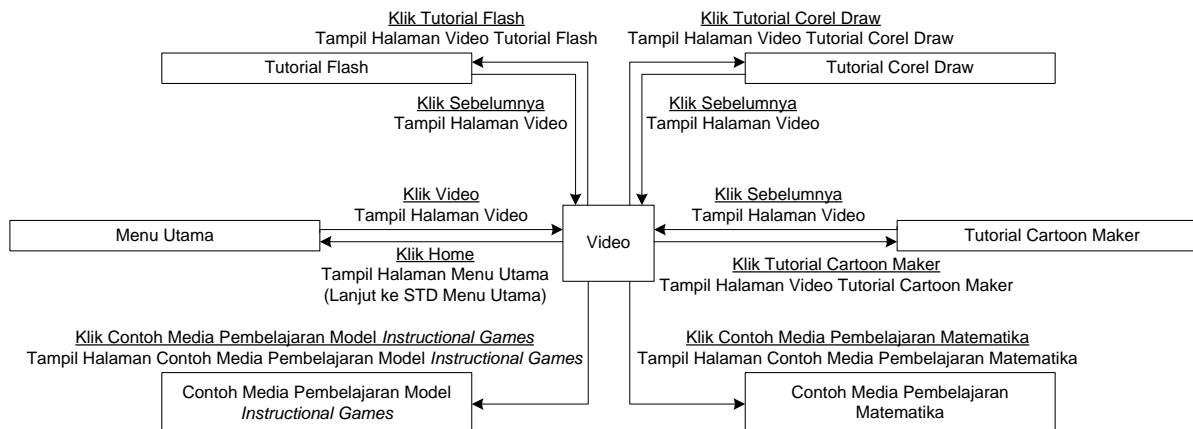 Klik Tutorial Flash
Tampil Halaman Video Tutorial Flash
Tutorial Flash
Klik Sebelumnya
Tampil Halaman Video
Klik Tutorial Corel Draw
Tampil Halaman Video Tutorial Corel Draw
Tutorial Corel Draw
Klik Sebelumnya
Tampil Halaman Video
Menu Utama
Klik Video
Tampil Halaman Video
Klik Home
Tampil Halaman Menu Utama
(Lanjut ke STD Menu Utama)
Video
Klik Sebelumnya
Tampil Halaman Video
Klik Tutorial Cartoon Maker
Tampil Halaman Video Tutorial Cartoon Maker
Tutorial Cartoon Maker
Klik Contoh Media Pembelajaran Model Instructional Games
Tampil Halaman Contoh Media Pembelajaran Model Instructional Games
Contoh Media Pembelajaran Model
Instructional Games
Klik Contoh Media Pembelajaran Matematika
Tampil Halaman Contoh Media Pembelajaran Matematika
Contoh Media Pembelajaran
Matematika